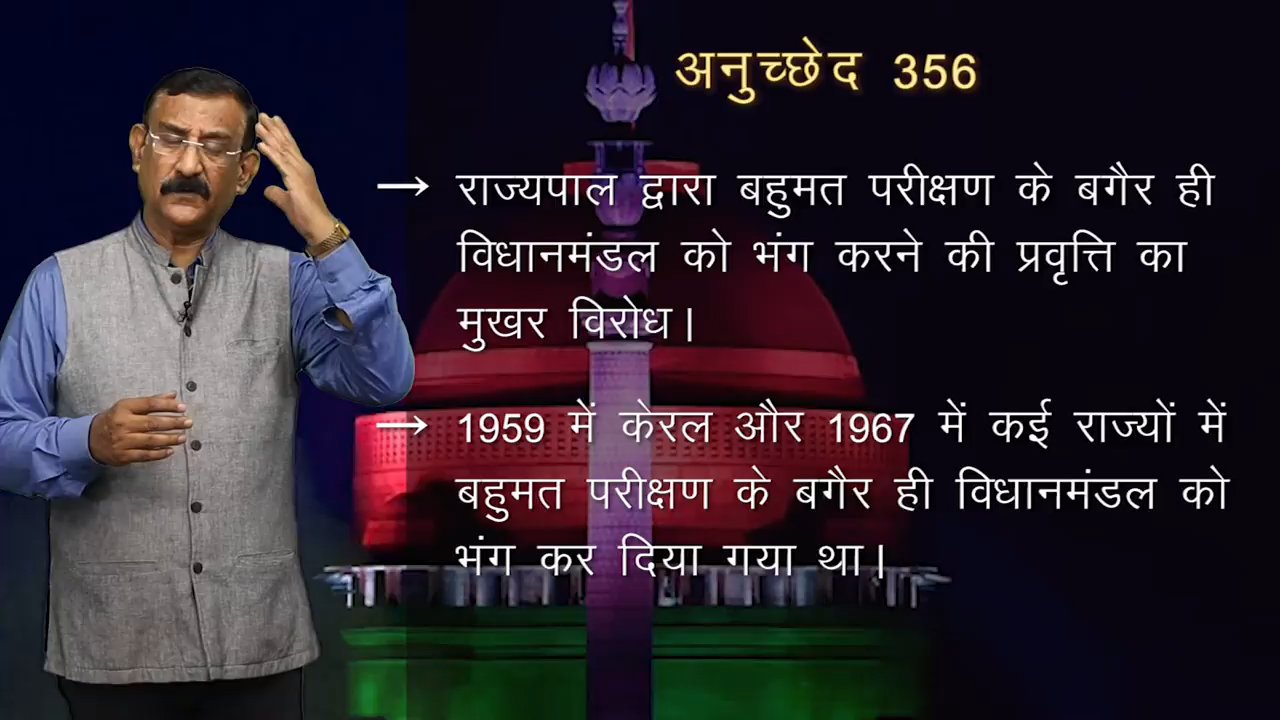 अनुच्छेद 356
→ राज्यपाल द्वारा बहुमत परीक्षण के बगैर ही
विधानमंडल को भंग करने की प्रवृत्ति का
मुखर विरोध।
→ 1959 में केरल और 1967 में कई राज्यों में
बहुमत परीक्षण के बगैर ही विधानमंडल को
भंग कर दिया गया था।